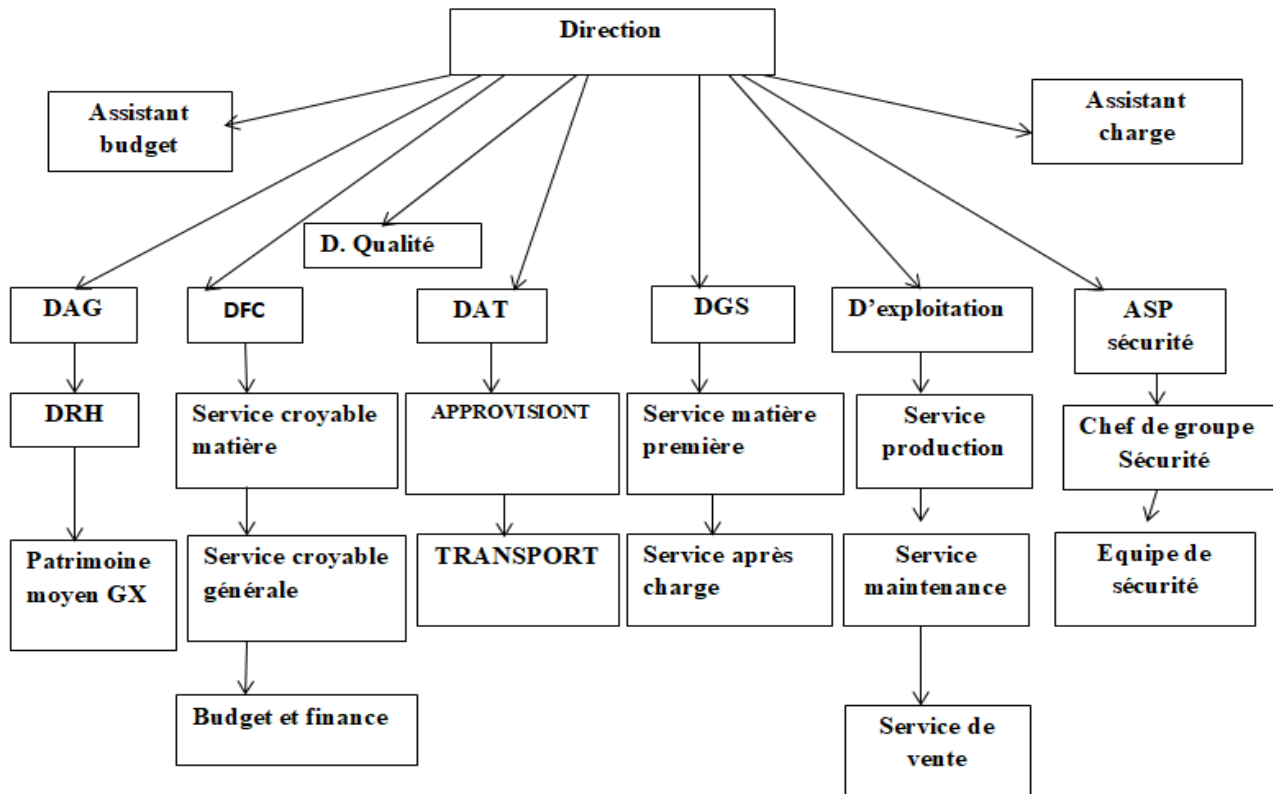 Direction
Assistant
budget
Assistant
charge
D. Qualité
DAG
DFC
DAT
DGS
D’exploitation
ASP
sécurité
DRH
Service croyable
matière
APPROVISIONT
Service matière
première
Service
production
Chef de groupe
Sécurité
Patrimoine
moyen GX
Service croyable
générale
TRANSPORT
Service après
charge
Service
maintenance
Equipe de
sécurité
Budget et finance
Service de
vente